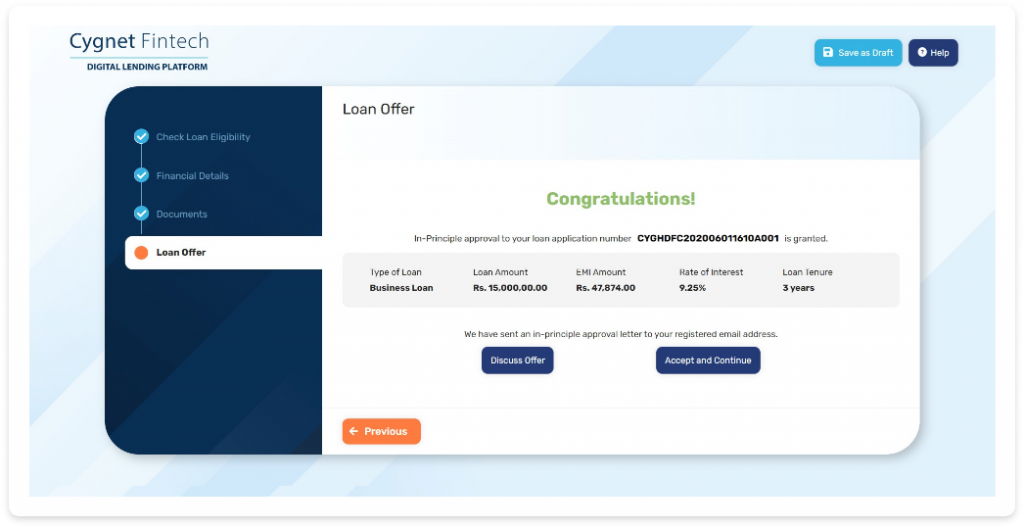 Cygnet Fintech
DIGITAL LENDING PLATFORM
Save as Draft
Help
Check Loan Eligibility
Financial Details
Documents
Loan Offer
Loan Offer
Congratulations!
In-Principle approval to your loan application number CYGHDFC202006011610A001 is granted.
Type of Loan Loan Amount EMI Amount Rate of Interest Loan Tenure
Business Loan Rs. 15,000,00.00 Rs. 47,874.00 9.25% 3 years
We have sent an in-principle approval letter to your registered email address.
Discuss Offer Accept and Continue
Previous